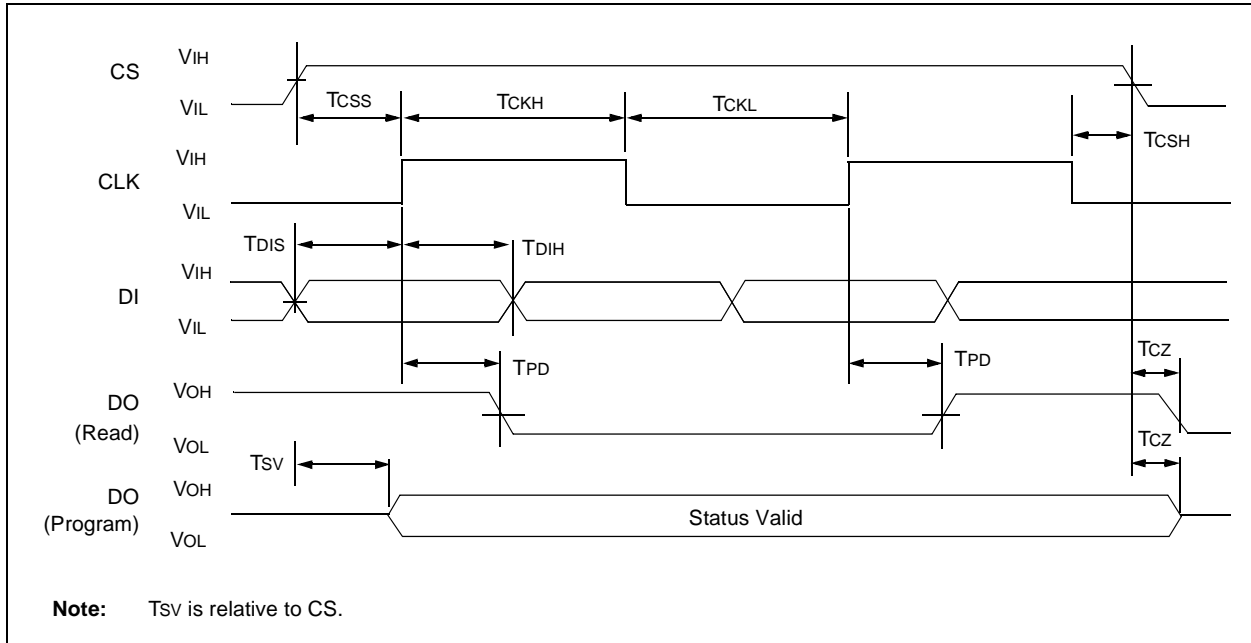 CS
VIH
VIL
TCSS
TCKH
TCKL
TCSH
CLK
VIH
VIL
TDIS
TDIH
DI
VIH
VIL
TPD
TPD
TCZ
DO
(Read)
VOH
VOL
TCZ
TSV
DO
(Program)
VOH
VOL
Status Valid
Note: TSV is relative to CS.